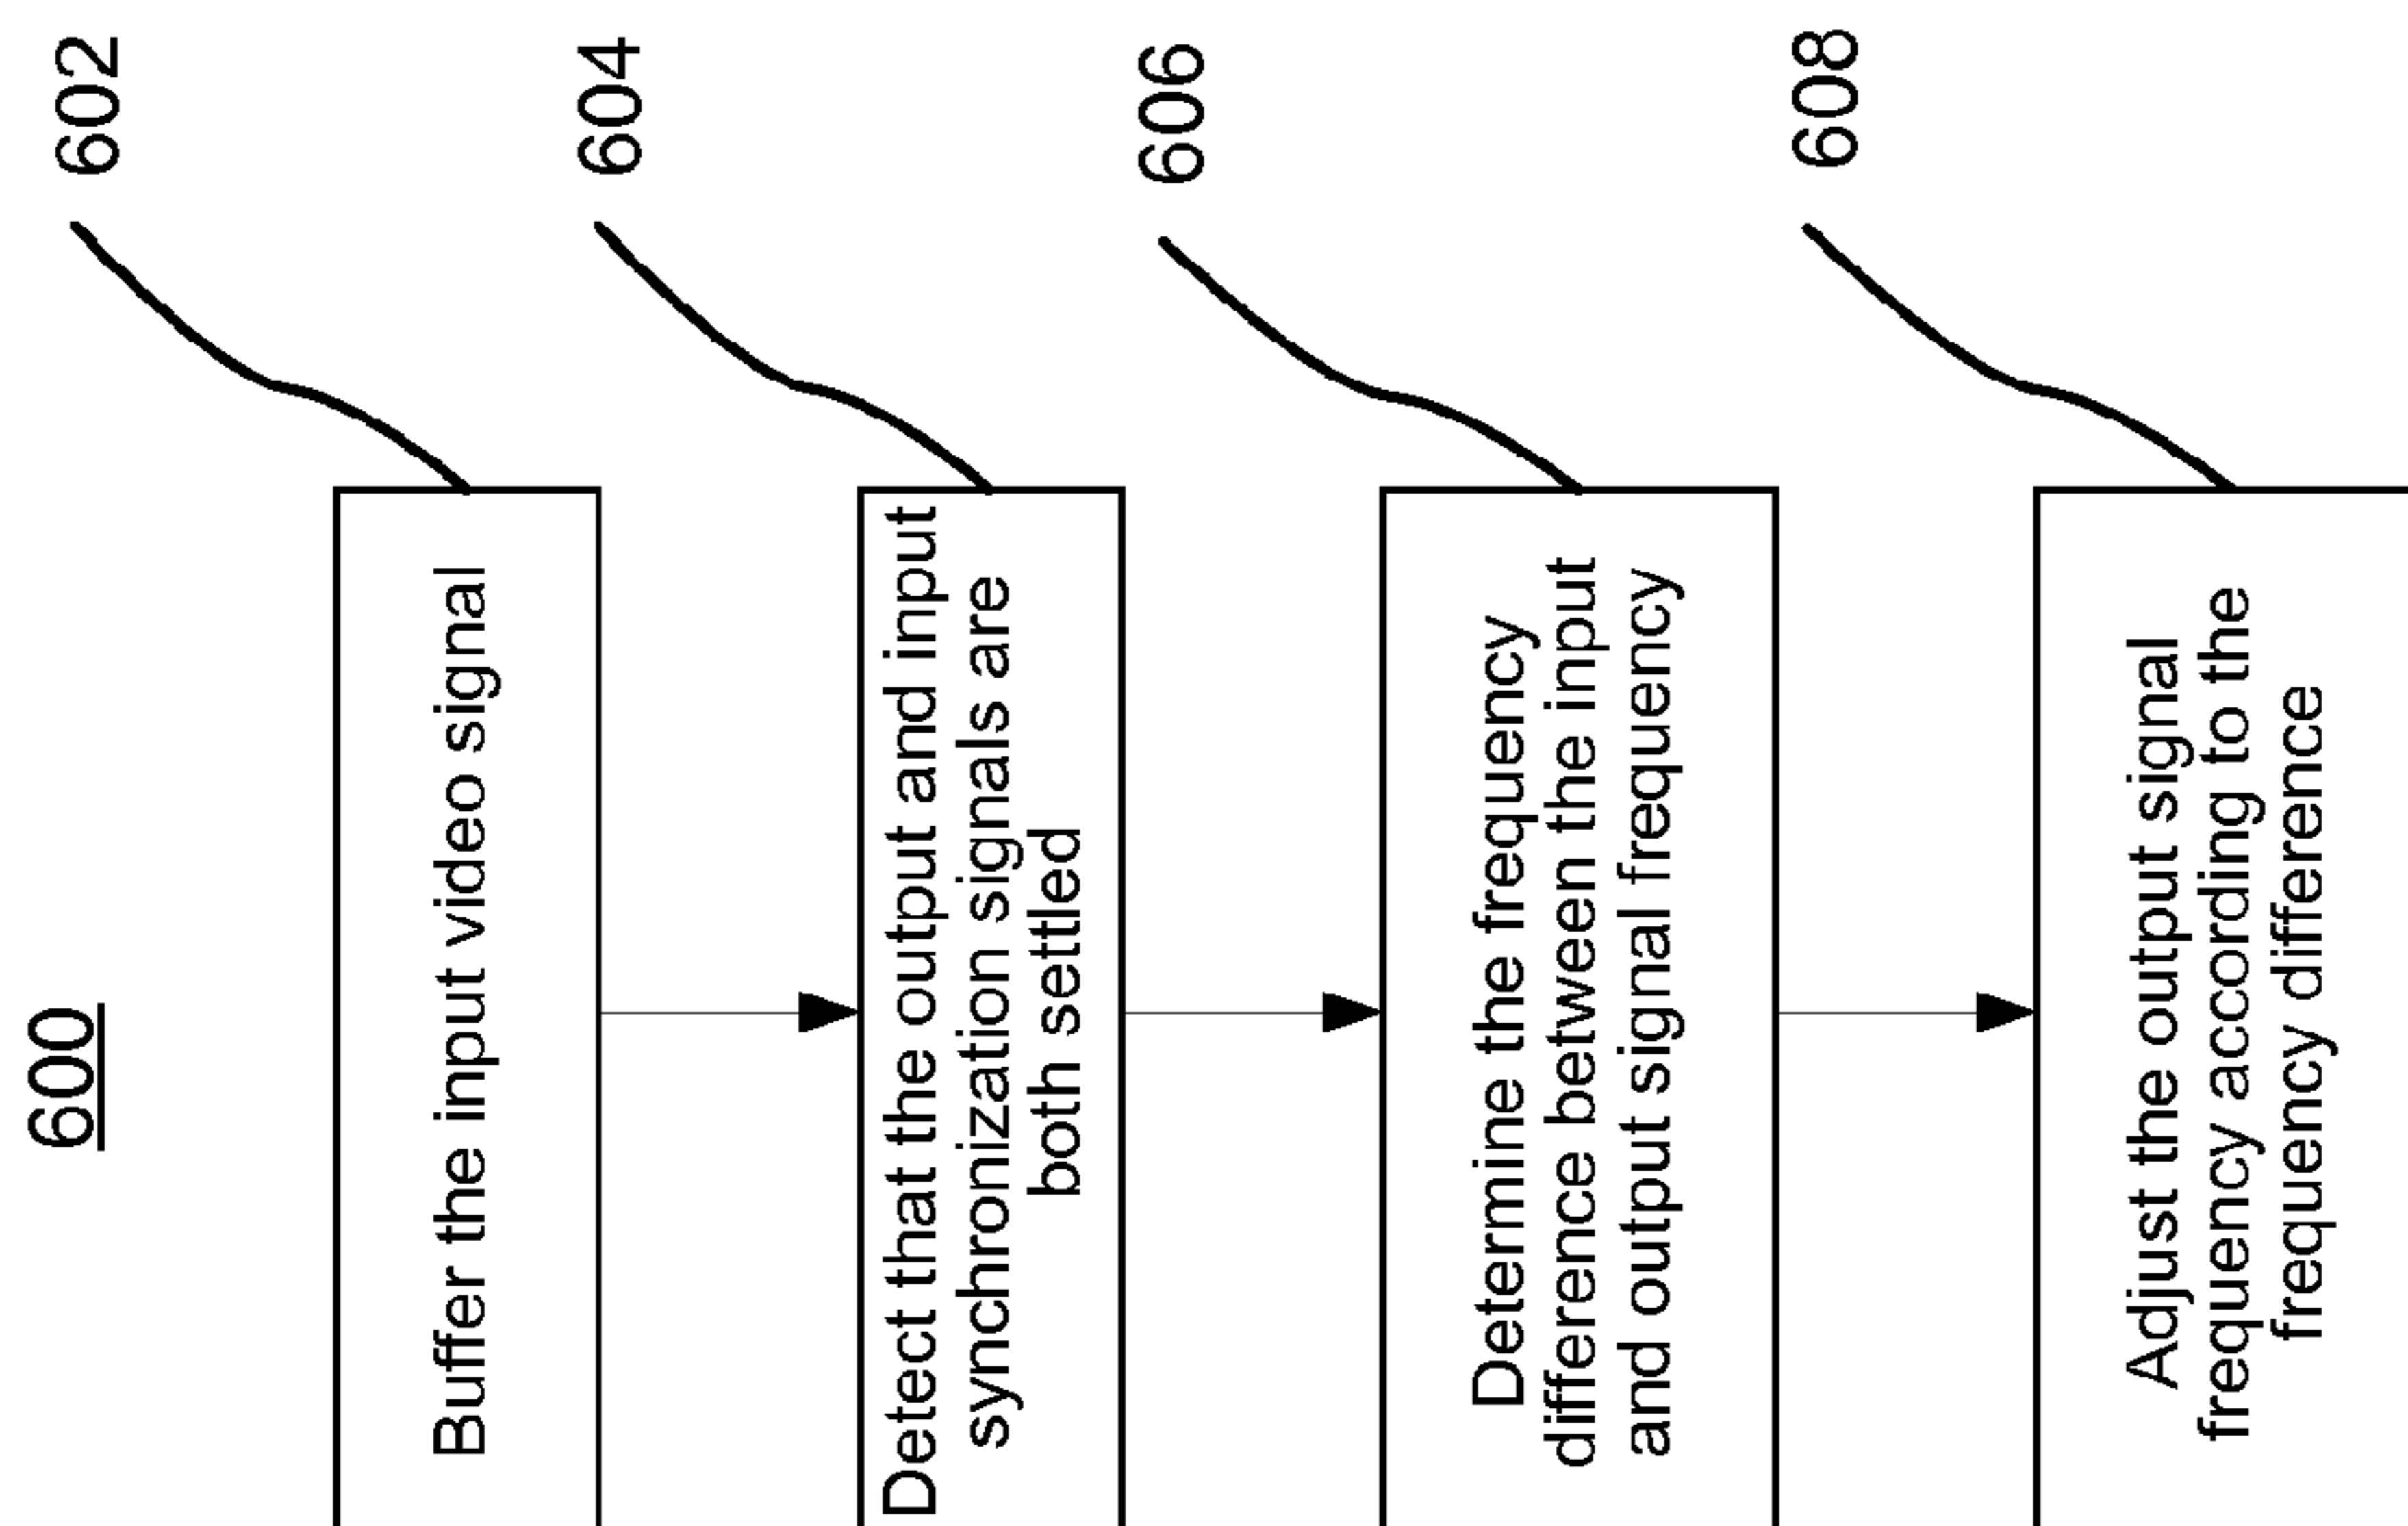 600
602
Buffer the input video signal
604
Detect that the output and input
synchronization signals are
both settled
606
Determine the frequency
difference between the input
and output signal frequency
608
Adjust the output signal
frequency according to the
frequency difference